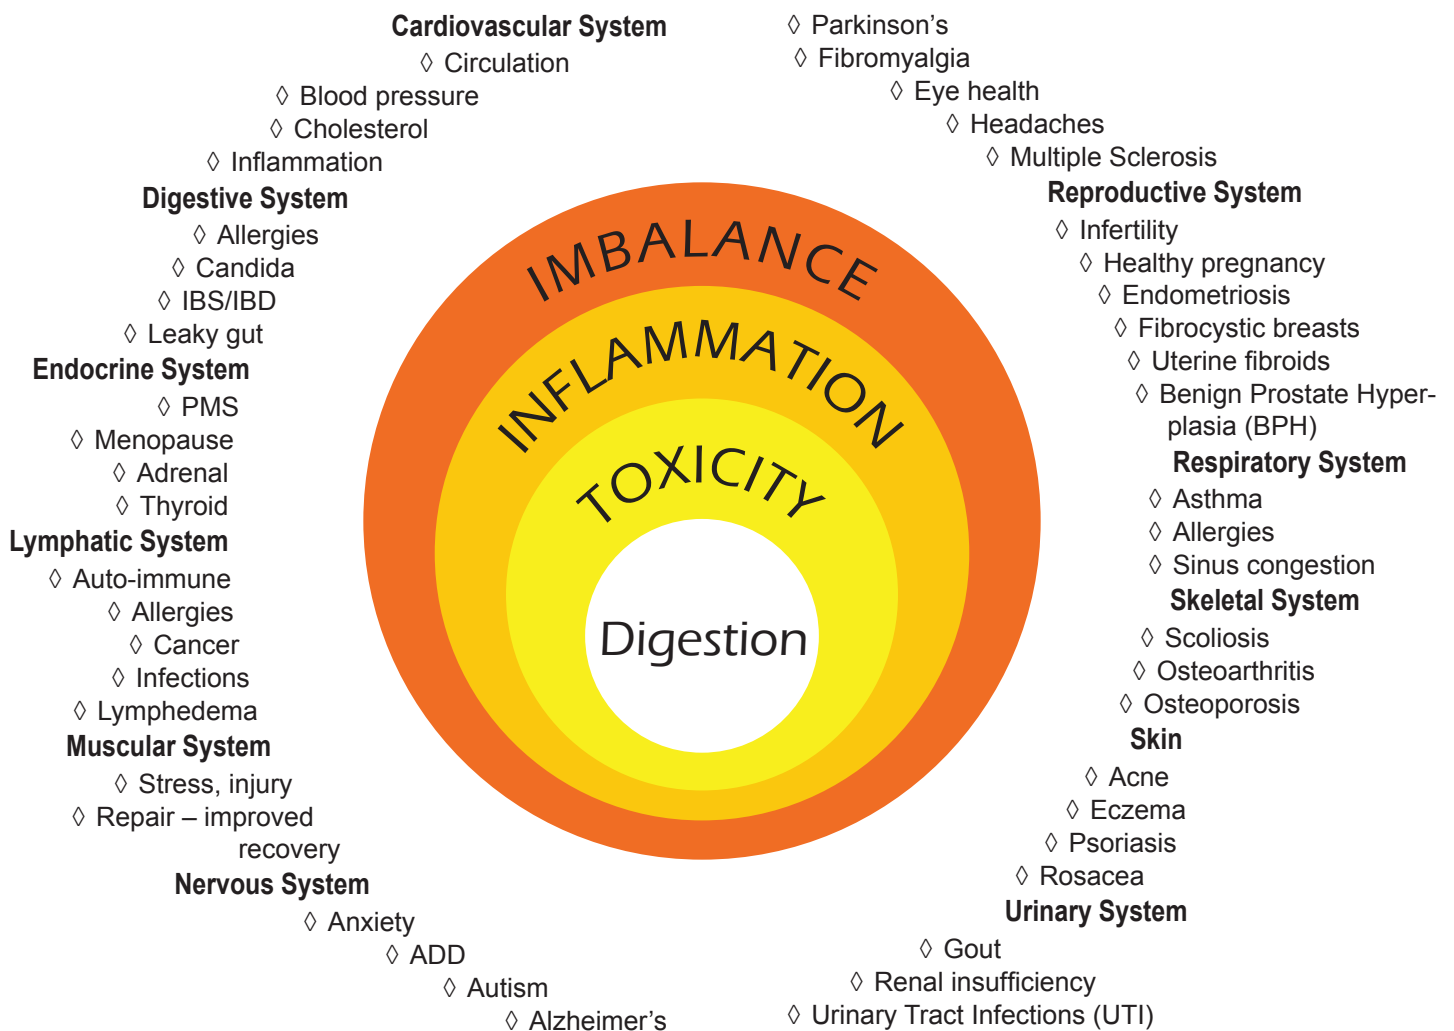 Cardiovascular System
◊ Circulation
◊ Blood pressure
◊ Cholesterol
◊ Inflammation
Digestive System
◊ Allergies
◊ Candida
◊ IBS/IBD
◊ Leaky gut
Endocrine System
◊ PMS
◊ Menopause
◊ Adrenal
◊ Thyroid
Lymphatic System
◊ Auto-immune
◊ Allergies
◊ Cancer
◊ Infections
◊ Lymphedema
Muscular System
◊ Stress, injury
◊ Repair – improved
recovery
Nervous System
◊ Anxiety
◊ ADD
◊ Autism
◊ Alzheimer's
◊ Parkinson's
◊ Fibromyalgia
◊ Eye health
◊ Headaches
◊ Multiple Sclerosis
Reproductive System
◊ Infertility
◊ Healthy pregnancy
◊ Endometriosis
◊ Fibrocystic breasts
◊ Uterine fibroids
◊ Benign Prostate Hyper-
plasia (BPH)
Respiratory System
◊ Asthma
◊ Allergies
◊ Sinus congestion
Skeletal System
◊ Scoliosis
◊ Osteoarthritis
◊ Osteoporosis
Skin
◊ Acne
◊ Eczema
◊ Psoriasis
◊ Rosacea
Urinary System
◊ Gout
◊ Renal insufficiency
◊ Urinary Tract Infections (UTI)
IMBALANCE
INFLAMMATION
TOXICITY
Digestion